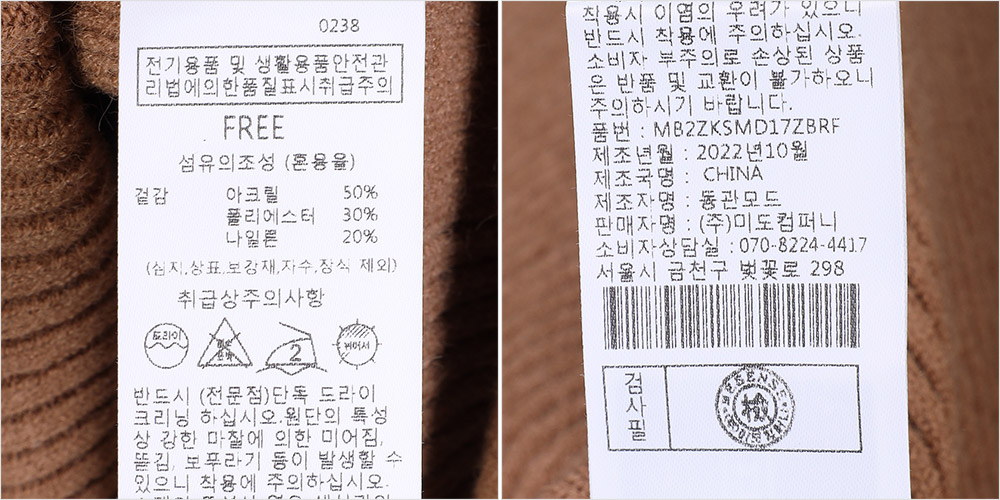 0238
전기용품 및 생활용품안전관
리법에의한품질표시취급주의
FREE
섬유의조성 (혼용율)
겉감 아크릴 50%
폴리에스터 30%
나일론 20%
(심지,상표,보강재,자수,장식 제외)
취급상주의사항
드라이
2
반드시 (전문점)단독 드라이
크리닝 하십시오.원단의 특성
상 강한 마찰에 의한 미어짐,
뜯김, 보푸라기 등이 발생할 수
있으니 착용에 주의하십시오.
착용시 이염의 우려가 있으니
반드시 착용에 주의하십시오.
소비자 부주의로 손상된 상품
은 반품 및 교환이 불가하오니
주의하시기 바랍니다.
품번 : MB2ZKSMD17ZBRF
제조년월 : 2022년10월
제조국명 : CHINA
제조자명 : 동관모드
판매자명 : (주)미도컴퍼니
소비자상담실 : 070-8224-4417
서울시 금천구 벚꽃로 298
검사필